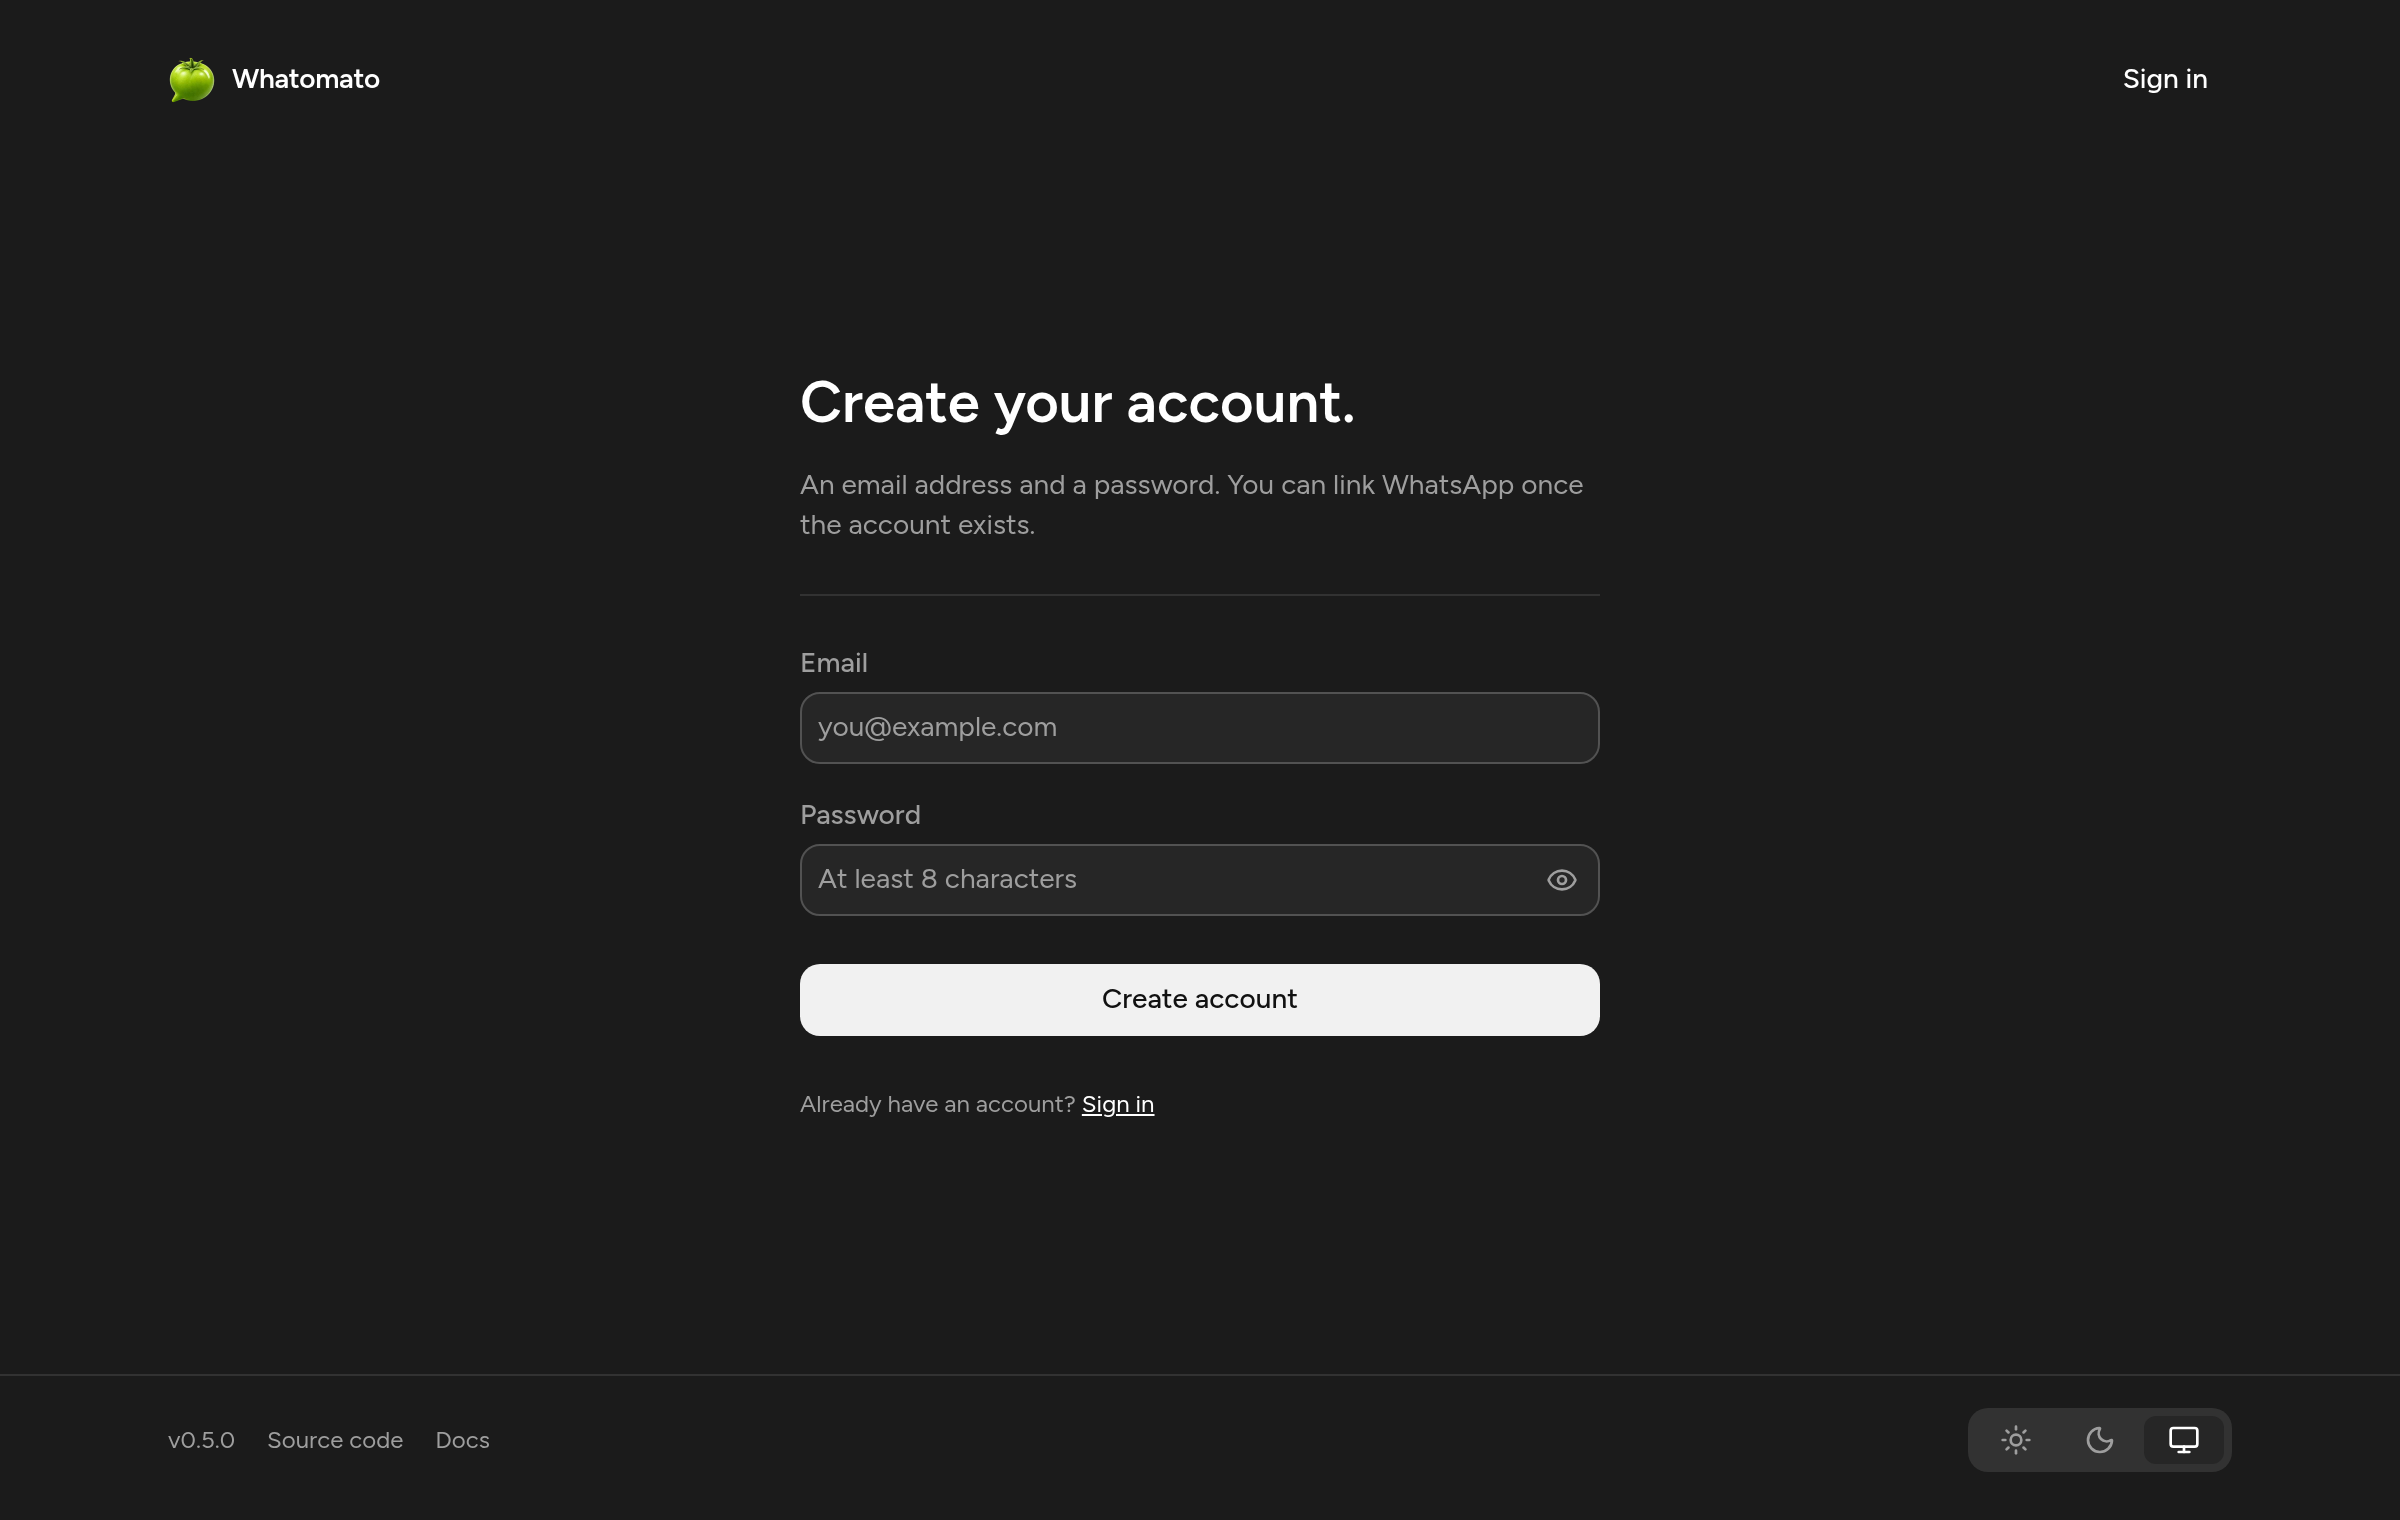 Whatomato
Sign in
Create your account.
An email address and a password. You can link WhatsApp once
the account exists.
Email
you@example.com
Password
At least 8 characters
Create account
Already have an account? Sign in
v0.5.0 Source code Docs